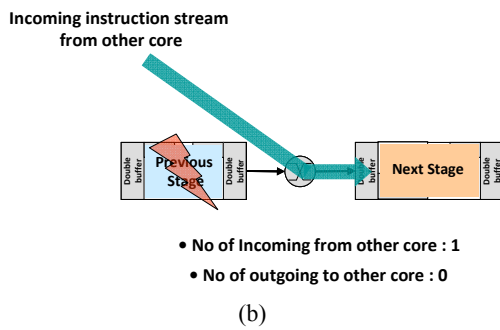 Incoming instruction stream
from other core
Double
buffer
Previous
Stage
Double
buffer
Double
buffer
Next Stage
Double
buffer
• No of Incoming from other core : 1
• No of outgoing to other core : 0
(b)